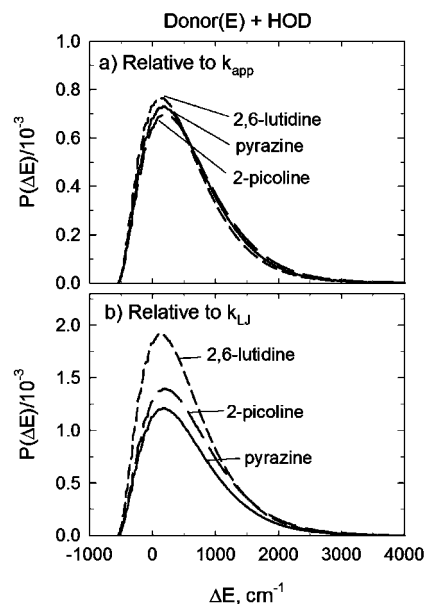 Donor(E) + HOD
a) Relative to k_app
2,6-lutidine
pyrazine
2-picoline
P(ΔE)/10⁻³
1.0
0.8
0.6
0.4
0.2
0.0
b) Relative to k_LJ
2,6-lutidine
2-picoline
pyrazine
P(ΔE)/10⁻³
2.0
1.5
1.0
0.5
0.0
-1000 0 1000 2000 3000 4000
ΔE, cm⁻¹